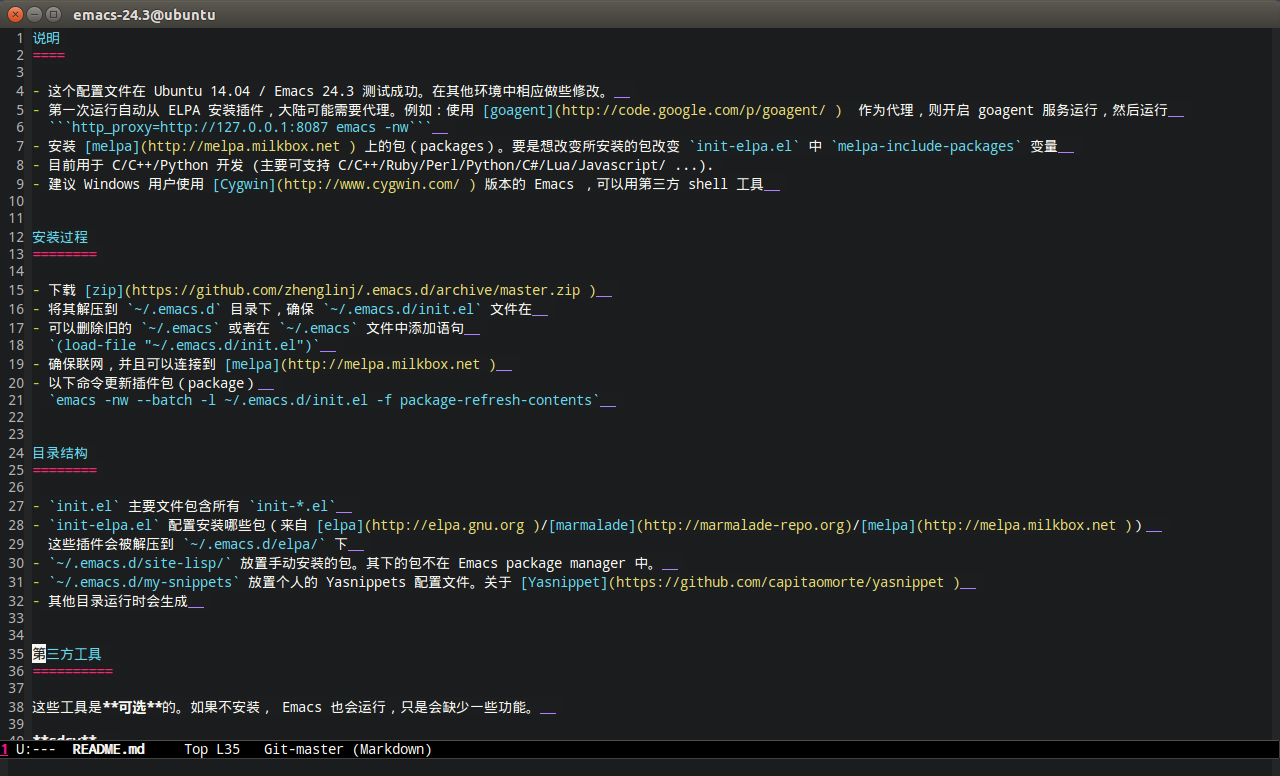 emacs-24.3@ubuntu
1 说明
2 ====
3
4 - 这个配置文件在 Ubuntu 14.04 / Emacs 24.3 测试成功。在其他环境中相应做些修改。__
5 - 第一次运行自动从 ELPA 安装插件，大陆可能需要代理。例如：使用 [goagent](http://code.google.com/p/goagent/ )  作为代理，则开启 goagent 服务运行，然后运行__
6   ```http_proxy=http://127.0.0.1:8087 emacs -nw```__
7 - 安装 [melpa](http://melpa.milkbox.net ) 上的包（packages）。要是想改变所安装的包改变 `init-elpa.el` 中 `melpa-include-packages` 变量__
8 - 目前用于 C/C++/Python 开发 (主要可支持 C/C++/Ruby/Perl/Python/C#/Lua/Javascript/ ...).
9 - 建议 Windows 用户使用 [Cygwin](http://www.cygwin.com/ ) 版本的 Emacs ，可以用第三方 shell 工具__
10
11
12 安装过程
13 ========
14
15 - 下载 [zip](https://github.com/zhenglinj/.emacs.d/archive/master.zip )__
16 - 将其解压到 `~/.emacs.d` 目录下，确保 `~/.emacs.d/init.el` 文件在__
17 - 可以删除旧的 `~/.emacs` 或者在 `~/.emacs` 文件中添加语句__
18   `(load-file "~/.emacs.d/init.el")`__
19 - 确保联网，并且可以连接到 [melpa](http://melpa.milkbox.net )__
20 - 以下命令更新插件包（package）__
21   `emacs -nw --batch -l ~/.emacs.d/init.el -f package-refresh-contents`__
22
23
24 目录结构
25 ========
26
27 - `init.el` 主要文件包含所有 `init-*.el`__
28 - `init-elpa.el` 配置安装哪些包（来自 [elpa](http://elpa.gnu.org )/[marmalade](http://marmalade-repo.org)/[melpa](http://melpa.milkbox.net )）__
29   这些插件会被解压到 `~/.emacs.d/elpa/` 下__
30 - `~/.emacs.d/site-lisp/` 放置手动安装的包。其下的包不在 Emacs package manager 中。__
31 - `~/.emacs.d/my-snippets` 放置个人的 Yasnippets 配置文件。关于 [Yasnippet](https://github.com/capitaomorte/yasnippet )__
32 - 其他目录运行时会生成__
33
34
35 第三方工具
36 ==========
37
38 这些工具是**可选**的。如果不安装， Emacs 也会运行，只是会缺少一些功能。__
39
1 U:---  README.md     Top L35   Git-master (Markdown)